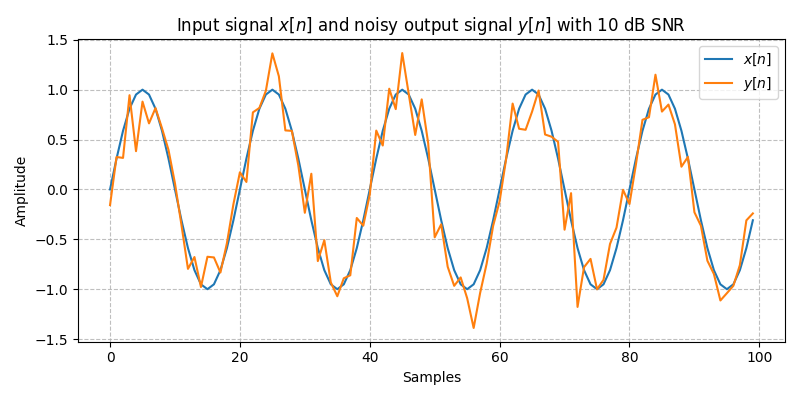 Input signal x[n] and noisy output signal y[n] with 10 dB SNR
1.5
1.0
0.5
0.0
−0.5
−1.0
−1.5
Amplitude
x[n]
y[n]
0 20 40 60 80 100
Samples